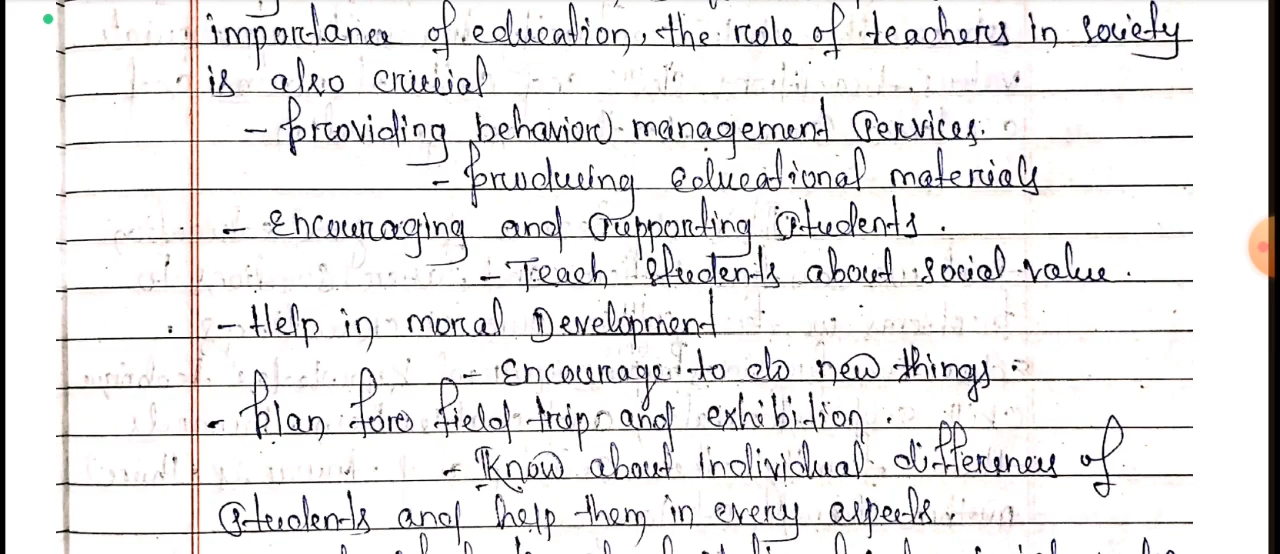 importance of education, the role of teachers in society
is also crucial
- providing behavior management services.
- producing educational materials
- Encouraging and supporting students.
- Teach students about social value.
- Help in moral Development
- Encourage to do new things.
- plan for field trip and exhibition.
- Know about individual differences of
students and help them in every aspects.